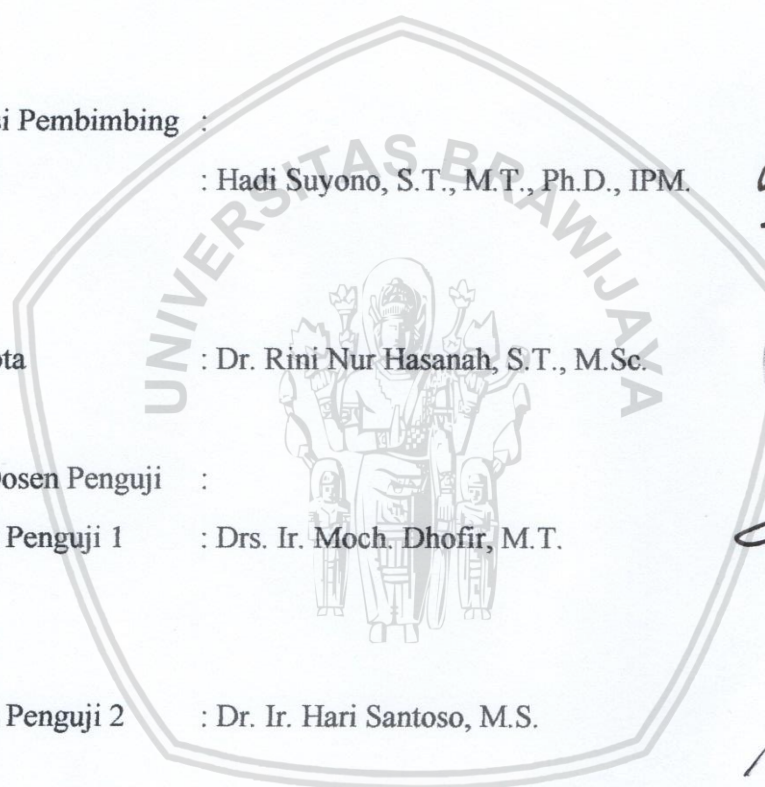 si Pembimbing :
: Hadi Suyono, S.T., M.T., Ph.D., IPM.
ota : Dr. Rini Nur Hasanah, S.T., M.Sc.
Dosen Penguji :
Penguji 1 : Drs. Ir. Moch. Dhofir, M.T.
Penguji 2 : Dr. Ir. Hari Santoso, M.S.
UNIVERSITAS BRAWIJAYA